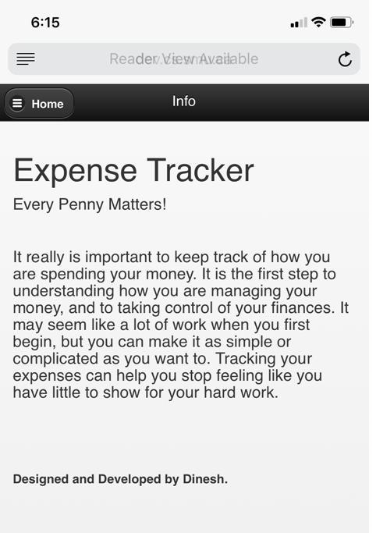 6:15
Reader View Available
Home
Info
Expense Tracker
Every Penny Matters!
It really is important to keep track of how you
are spending your money. It is the first step to
understanding how you are managing your
money, and to taking control of your finances. It
may seem like a lot of work when you first
begin, but you can make it as simple or
complicated as you want to. Tracking your
expenses can help you stop feeling like you
have little to show for your hard work.
Designed and Developed by Dinesh.